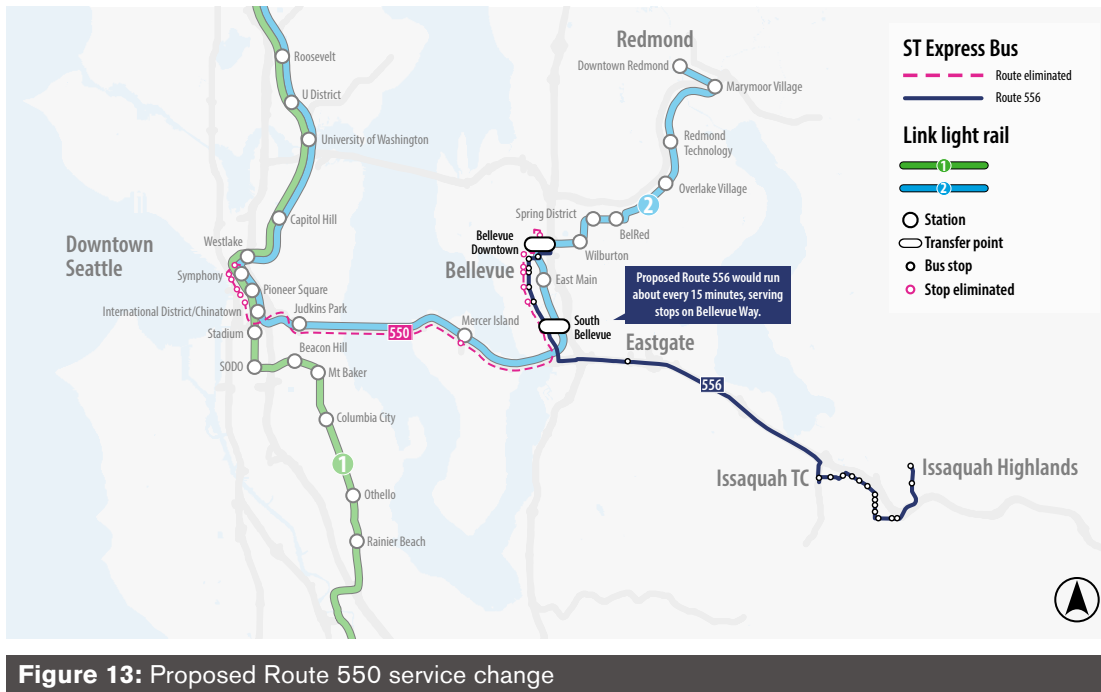 Redmond
Downtown Redmond
Marymoor Village
Redmond
Technology
Overlake Village
2
Spring District
BelRed
Wilburton
Bellevue
Downtown
Bellevue
East Main
South
Bellevue
Proposed Route 556 would run
about every 15 minutes, serving
stops on Bellevue Way.
Eastgate
556
Issaquah TC
Issaquah Highlands
Roosevelt
U District
University of Washington
Capitol Hill
Downtown
Seattle
Westlake
Symphony
Pioneer Square
International District/Chinatown
Judkins Park
550
Mercer Island
Stadium
Beacon Hill
SODO
Mt Baker
Columbia City
1
Othello
Rainier Beach
ST Express Bus
Route eliminated
Route 556
Link light rail
1
2
Station
Transfer point
Bus stop
Stop eliminated
Figure 13: Proposed Route 550 service change